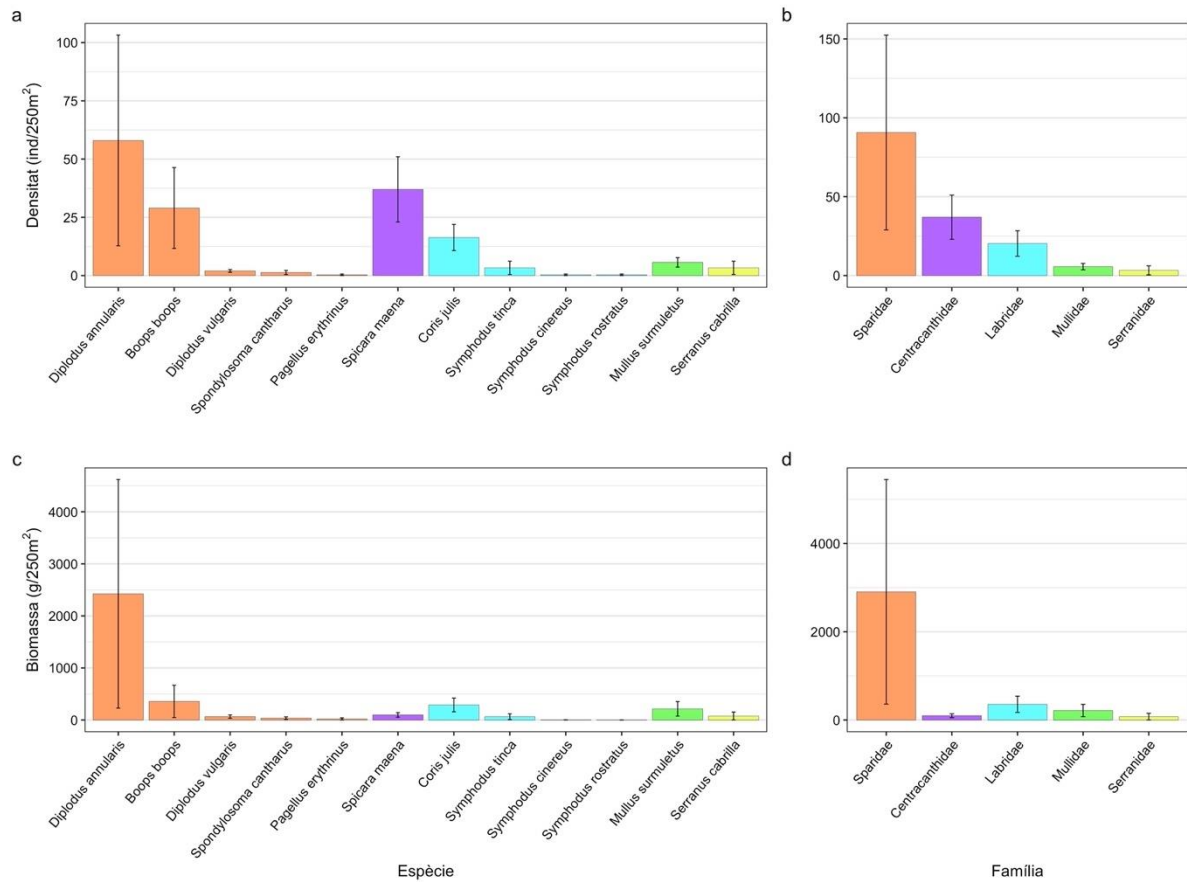 a
b
Densitat (ind/250m²)
100
75
50
25
0
150
100
50
0
Diplodus annularis
Boops boops
Diplodus vulgaris
Spondylosoma cantharus
Pagellus erythrinus
Spicara maena
Coris julis
Symphodus tinca
Symphodus cinereus
Symphodus rostratus
Mullus surmuletus
Serranus cabrilla
Sparidae
Centracanthidae
Labridae
Mullidae
Serranidae
c
d
Biomassa (g/250m²)
4000
3000
2000
1000
0
4000
2000
0
Diplodus annularis
Boops boops
Diplodus vulgaris
Spondylosoma cantharus
Pagellus erythrinus
Spicara maena
Coris julis
Symphodus tinca
Symphodus cinereus
Symphodus rostratus
Mullus surmuletus
Serranus cabrilla
Sparidae
Centracanthidae
Labridae
Mullidae
Serranidae
Espècie
Família